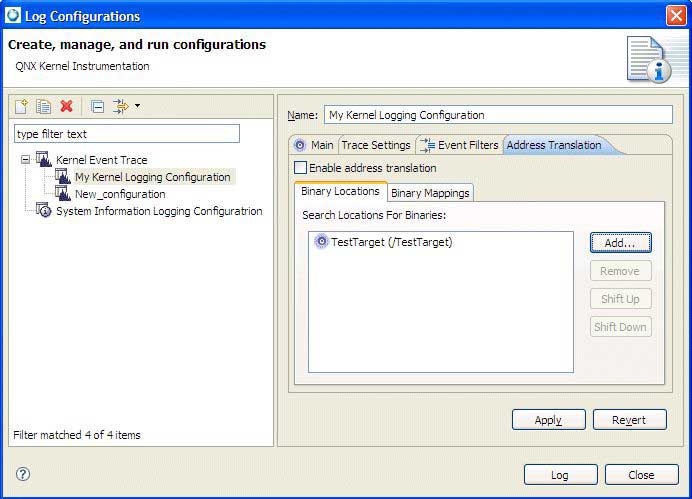 Log Configurations
Create, manage, and run configurations
QNX Kernel Instrumentation
type filter text
Kernel Event Trace
My Kernel Logging Configuration
New_configuration
System Information Logging Configuratrion
Filter matched 4 of 4 items
Name: My Kernel Logging Configuration
Main Trace Settings Event Filters Address Translation
Enable address translation
Binary Locations Binary Mappings
Search Locations For Binaries:
TestTarget (/TestTarget)
Add...
Remove
Shift Up
Shift Down
Apply Revert
Log Close